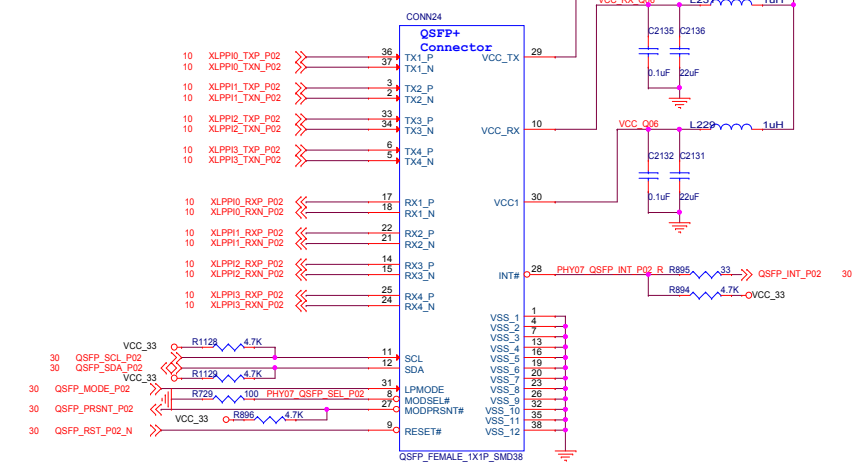 CONN24
VCC_RX_Q06
L237 1uH
QSFP+
Connector
C2135 C2136
10 XLPPI0_TXP_P02 36 TX1_P VCC_TX 29
10 XLPPI0_TXN_P02 37 TX1_N
0.1uF 22uF
10 XLPPI1_TXP_P02 3 TX2_P
10 XLPPI1_TXN_P02 2 TX2_N
10 XLPPI2_TXP_P02 33 TX3_P
10 XLPPI2_TXN_P02 34 TX3_N VCC_RX 10 VCC_Q06 L229 1uH
10 XLPPI3_TXP_P02 6 TX4_P
10 XLPPI3_TXN_P02 5 TX4_N
C2132 C2131
0.1uF 22uF
10 XLPPI0_RXP_P02 17 RX1_P VCC1 30
10 XLPPI0_RXN_P02 18 RX1_N
10 XLPPI1_RXP_P02 22 RX2_P
10 XLPPI1_RXN_P02 21 RX2_N
10 XLPPI2_RXP_P02 14 RX3_P
10 XLPPI2_RXN_P02 15 RX3_N INT# 28 PHY07_QSFP_INT_P02_R R895 33 QSFP_INT_P02 30
10 XLPPI3_RXP_P02 25 RX4_P R894 4.7K VCC_33
10 XLPPI3_RXN_P02 24 RX4_N
VSS_1 1
VSS_2 4
VSS_3 7
VCC_33 R1128 4.7K VSS_4 13
30 QSFP_SCL_P02 11 SCL VSS_5 16
30 QSFP_SDA_P02 12 SDA VSS_6 19
VCC_33 R1129 4.7K VSS_7 20
30 QSFP_MODE_P02 31 LPMODE VSS_8 23
R729 100 PHY07_QSFP_SEL_P02 8 MODSEL# VSS_9 26
30 QSFP_PRSNT_P02 27 MODPRSNT# VSS_10 32
VCC_33 R896 4.7K VSS_11 35
30 QSFP_RST_P02_N 9 RESET# VSS_12 38
QSFP_FEMALE_1X1P_SMD38